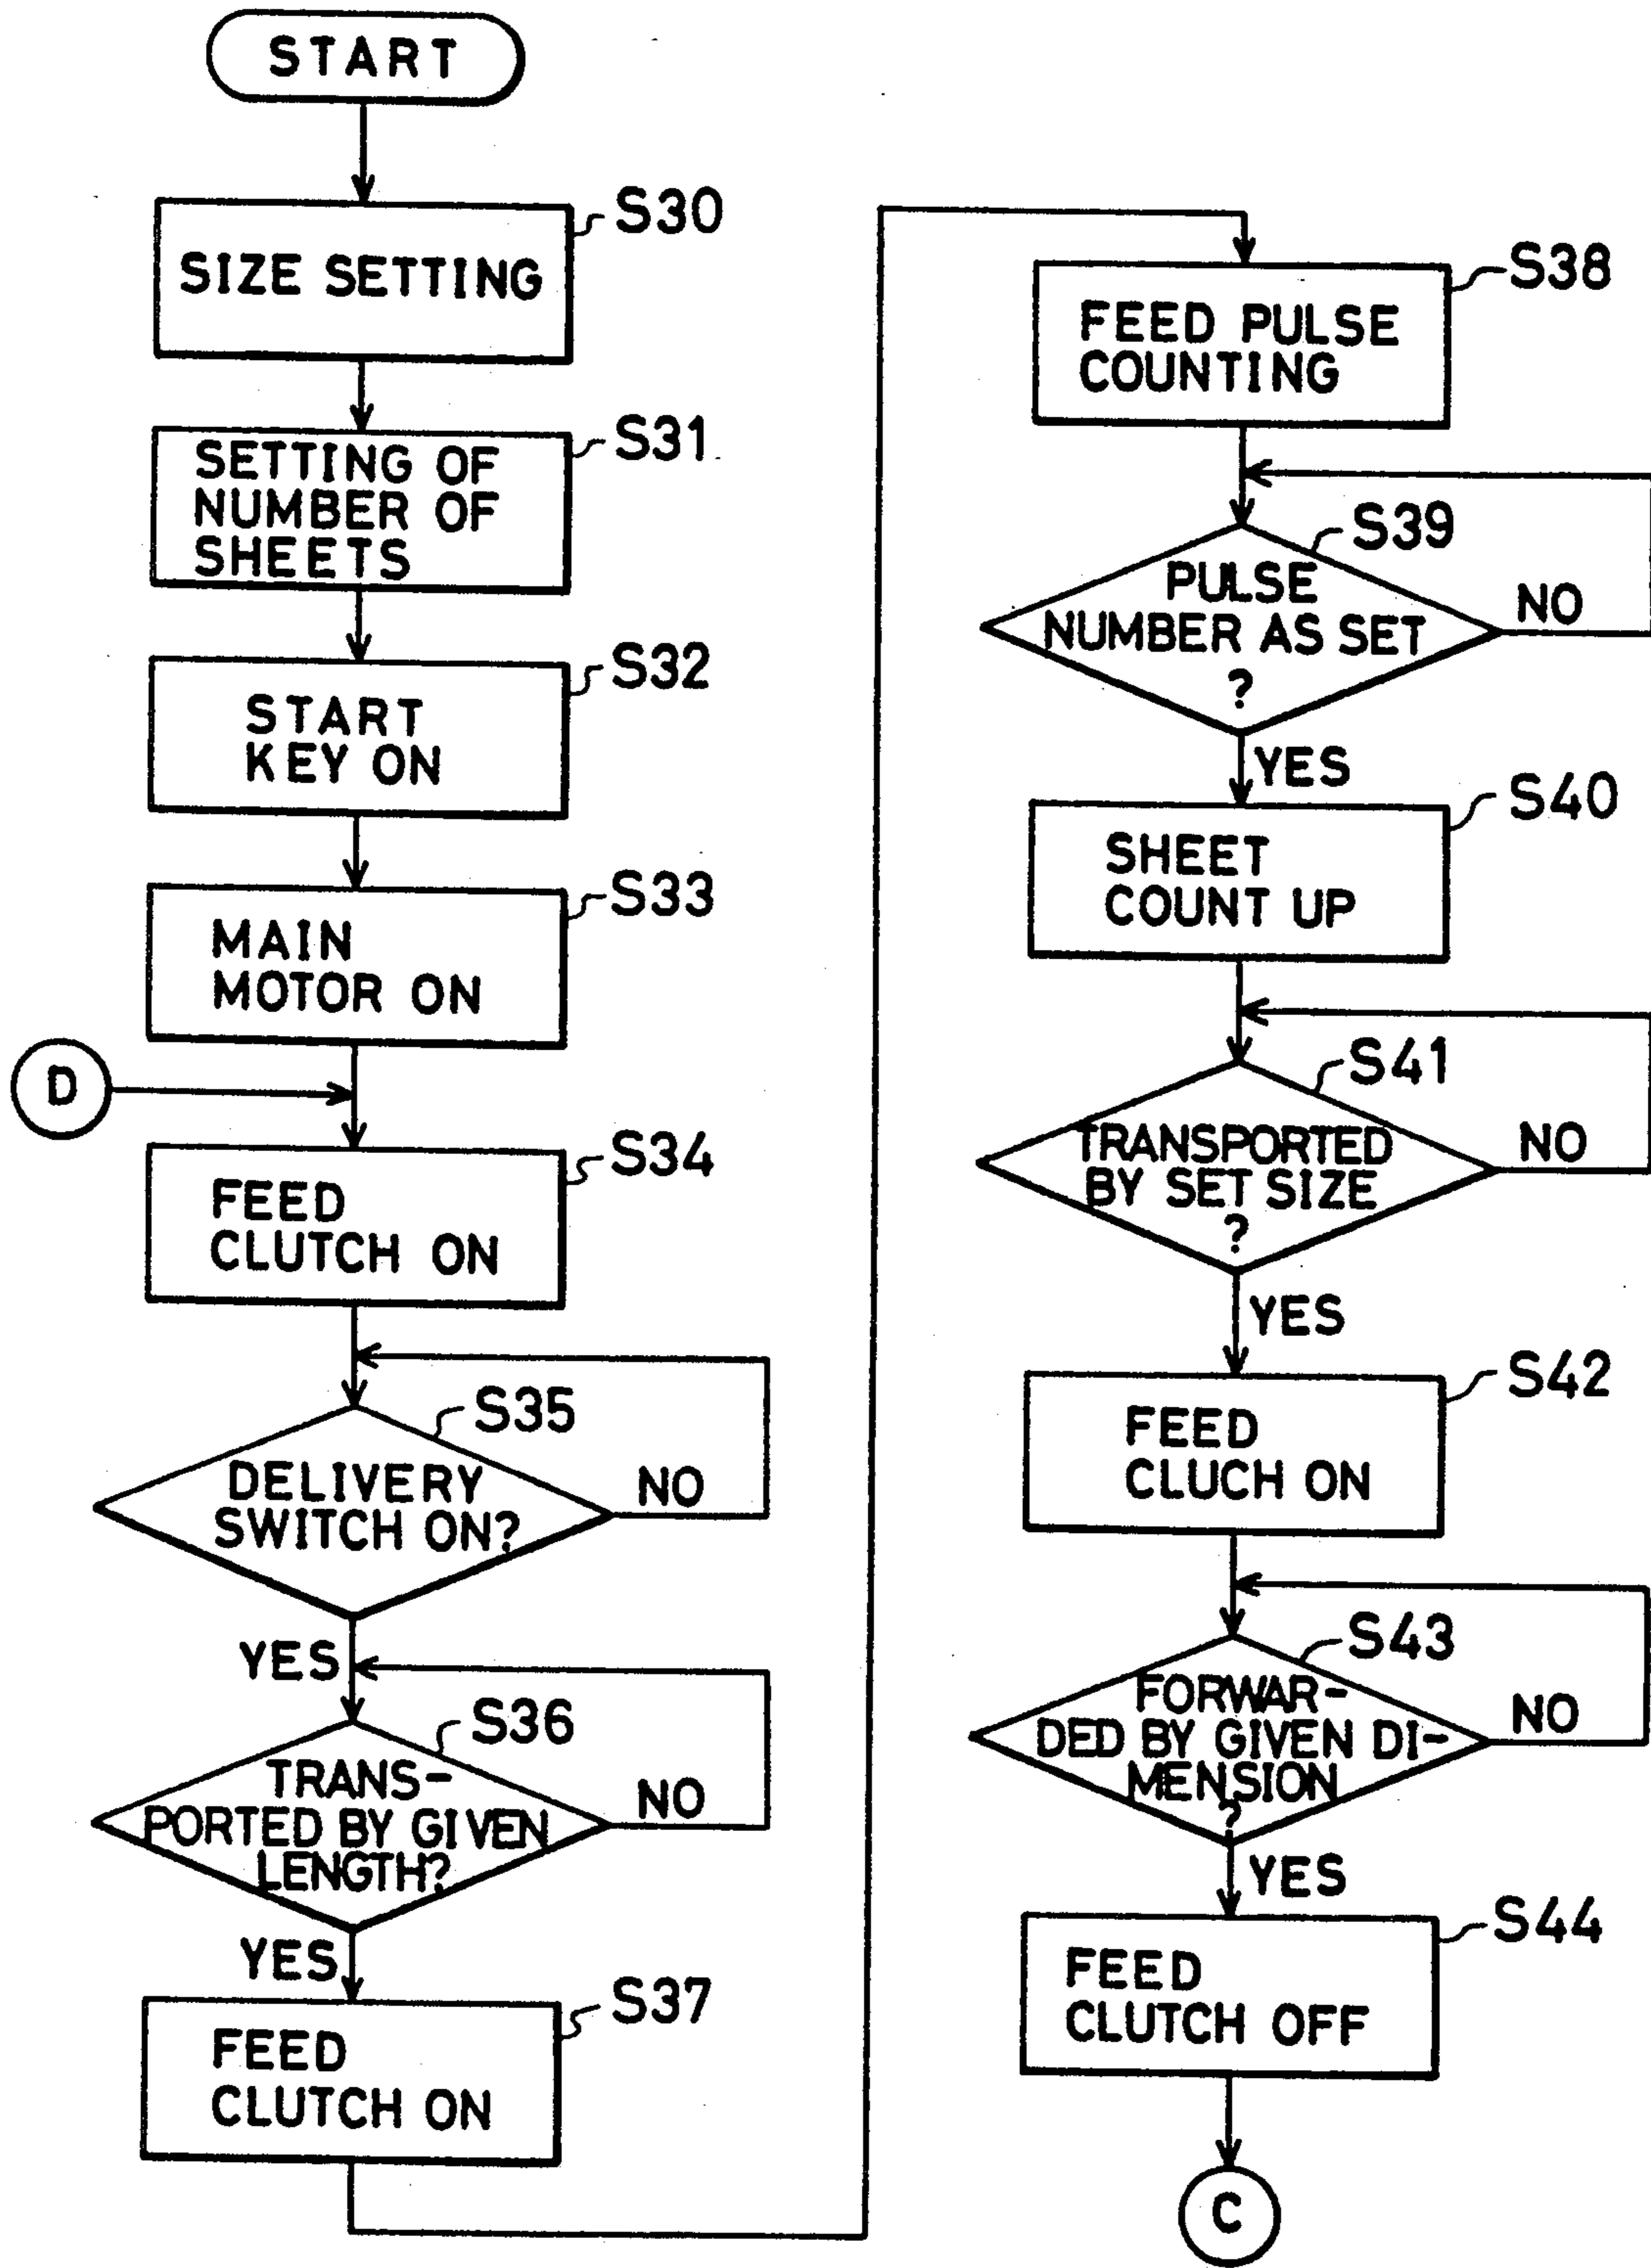 START
S30
SIZE SETTING
S31
SETTING OF
NUMBER OF
SHEETS
S32
START
KEY ON
S33
MAIN
MOTOR ON
D
S34
FEED
CLUTCH ON
S35
DELIVERY
SWITCH ON?
NO
YES
S36
TRANS-
PORTED BY GIVEN
LENGTH?
NO
YES
S37
FEED
CLUTCH ON
S38
FEED PULSE
COUNTING
S39
PULSE
NUMBER AS SET
?
NO
YES
S40
SHEET
COUNT UP
S41
TRANSPORTED
BY SET SIZE
?
NO
YES
S42
FEED
CLUCH ON
S43
FORWAR-
DED BY GIVEN DI-
MENSION
?
NO
YES
S44
FEED
CLUTCH OFF
C